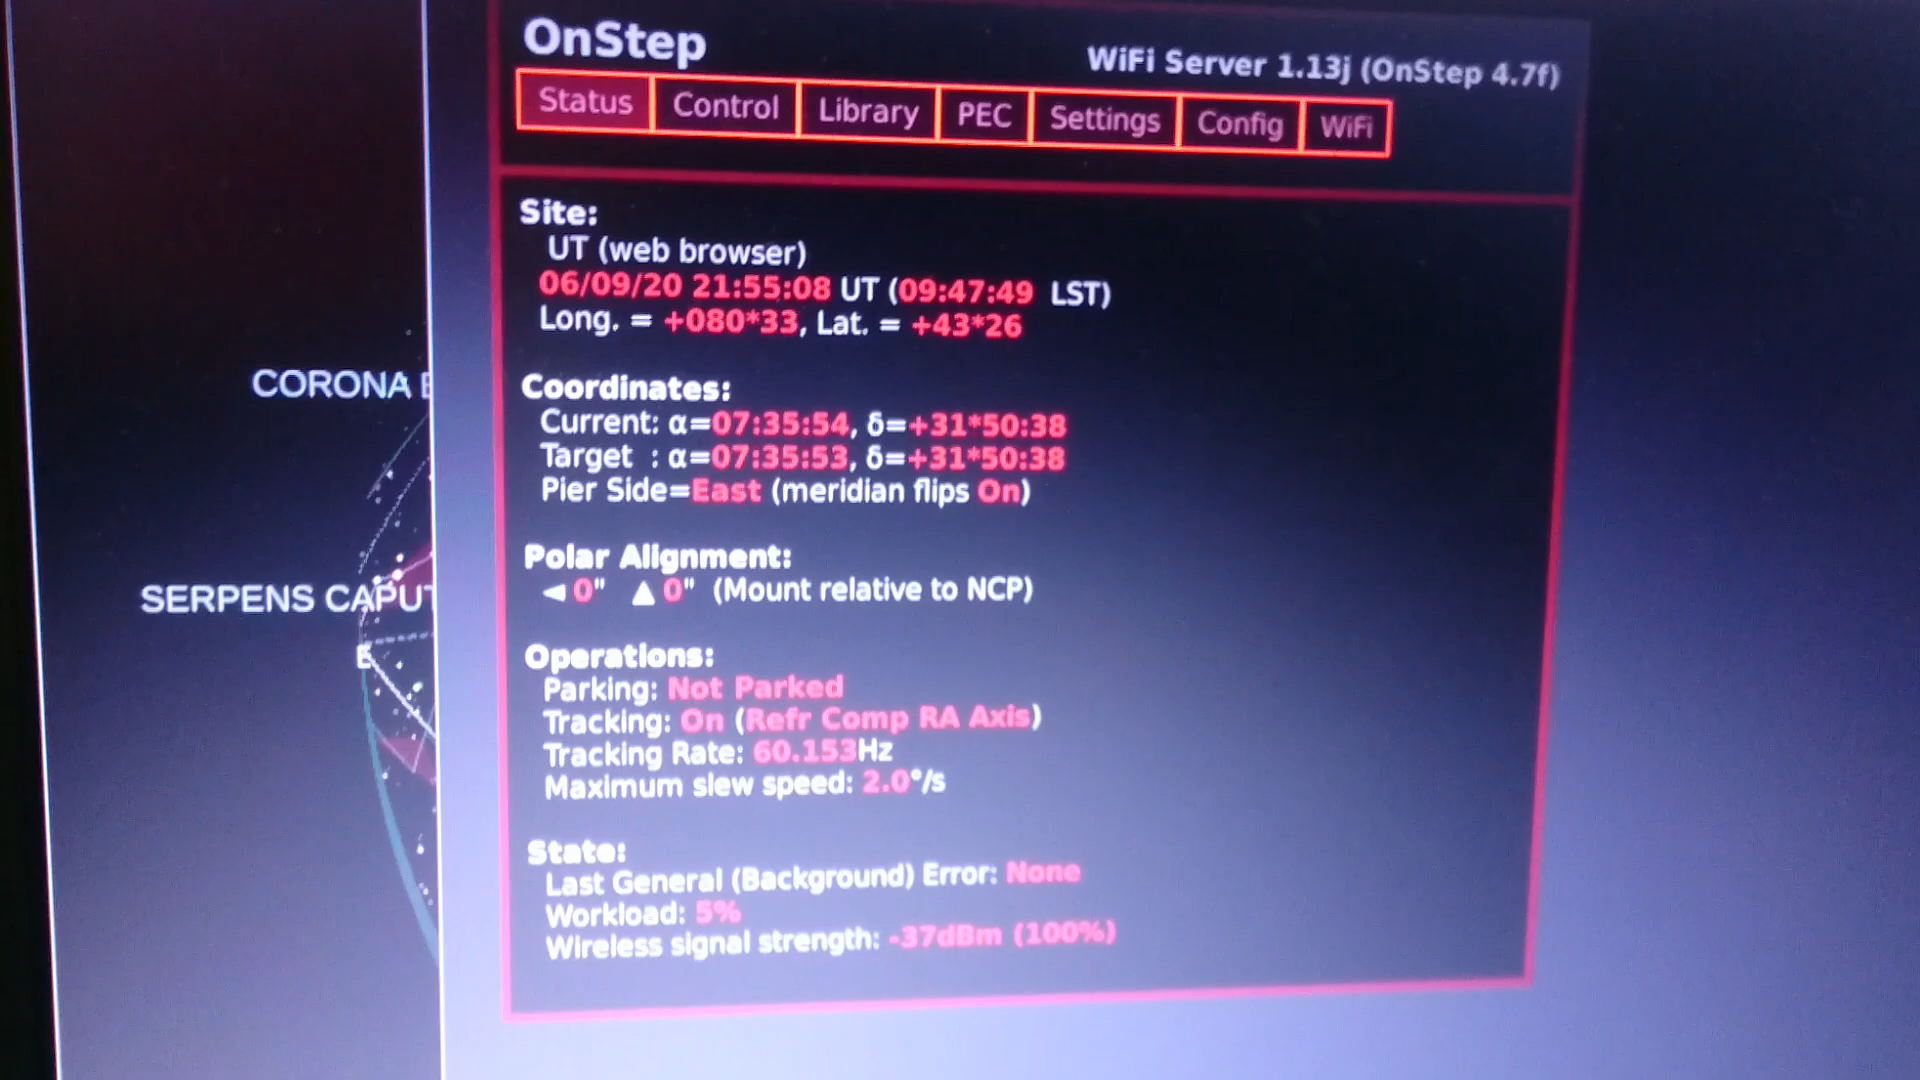 OnStep
WiFi Server 1.13j (OnStep 4.7f)
Status Control Library PEC Settings Config WiFi
Site:
UT (web browser)
06/09/20 21:55:08 UT (09:47:49 LST)
Long. = +080*33, Lat. = +43*26
CORONA
Coordinates:
Current: α=07:35:54, δ=+31*50:38
Target : α=07:35:53, δ=+31*50:38
Pier Side=East (meridian flips On)
Polar Alignment:
◄ 0" ▲ 0" (Mount relative to NCP)
SERPENS CAPUT
E
Operations:
Parking: Not Parked
Tracking: On (Refr Comp RA Axis)
Tracking Rate: 60.153Hz
Maximum slew speed: 2.0°/s
State:
Last General (Background) Error: None
Workload: 5%
Wireless signal strength: -37dBm (100%)